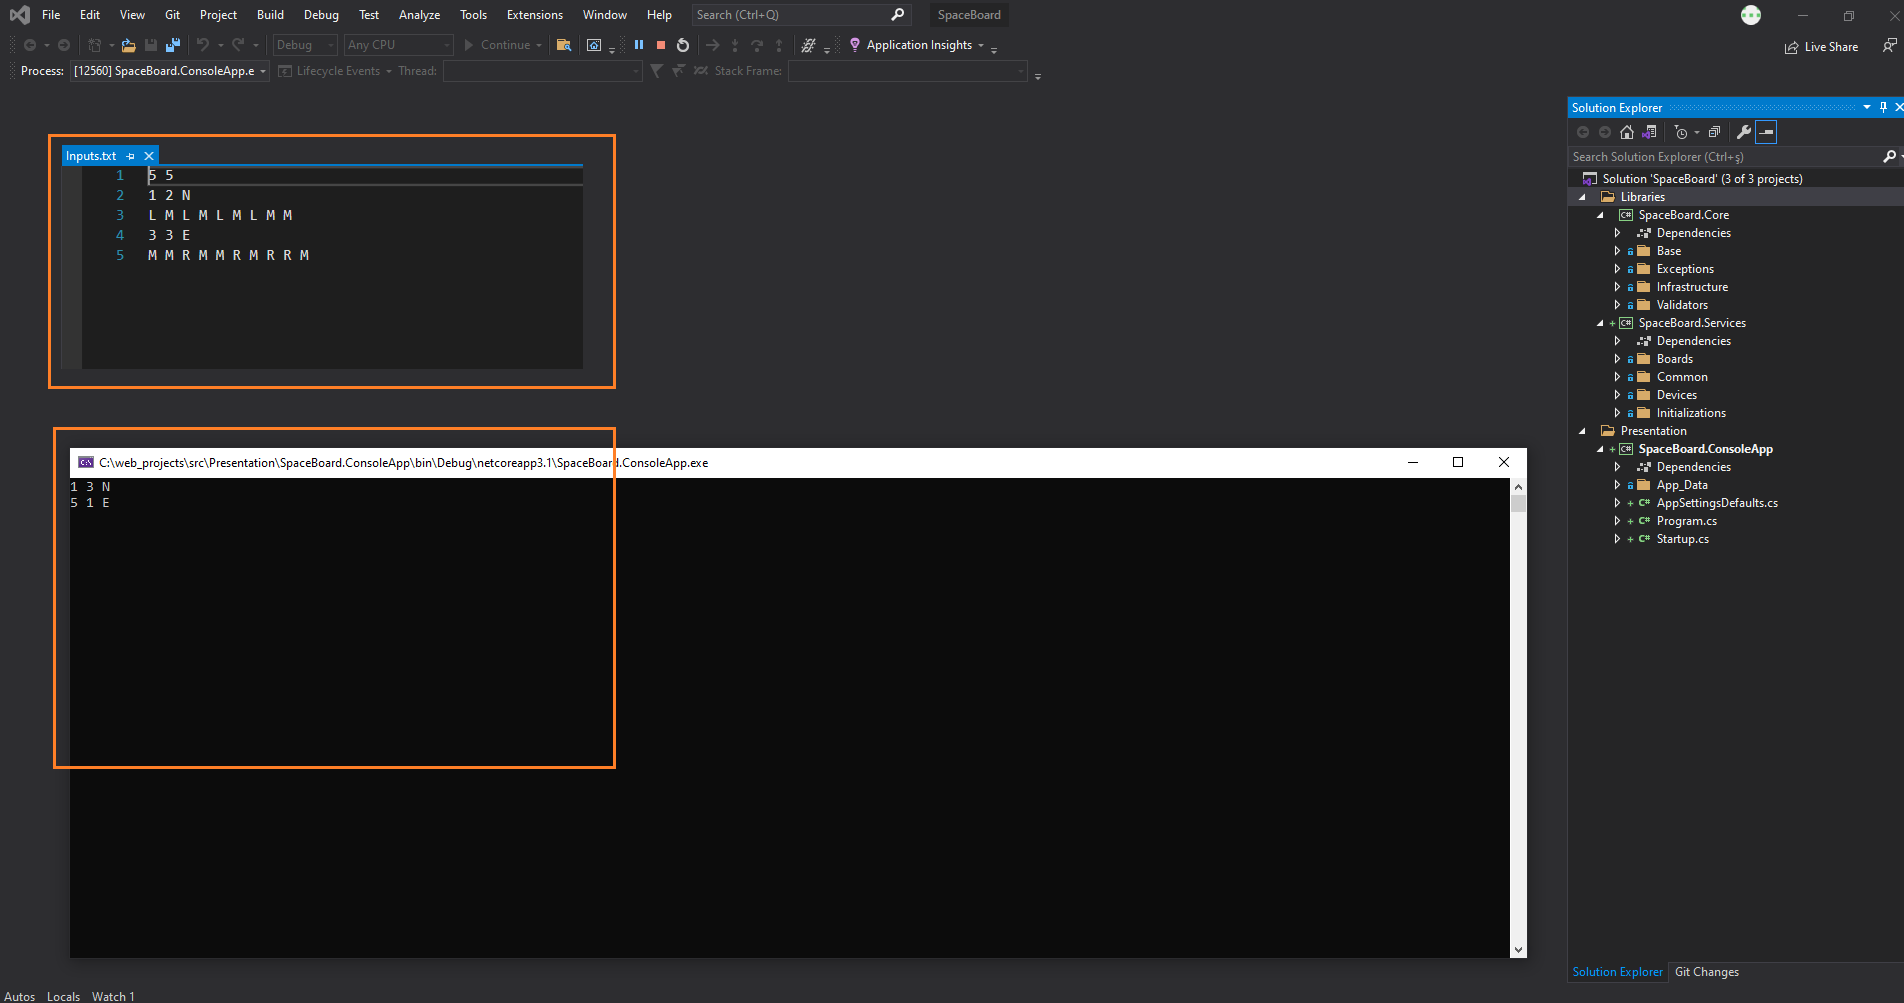 File Edit View Git Project Build Debug Test Analyze Tools Extensions Window Help Search (Ctrl+Q) SpaceBoard
Debug Any CPU Continue Application Insights Live Share
Process: [12560] SpaceBoard.ConsoleApp.e Lifecycle Events Thread: Stack Frame:
Inputs.txt
1 5 5
2 1 2 N
3 L M L M L M L M M
4 3 3 E
5 M M R M M R M R R M
C:\web_projects\src\Presentation\SpaceBoard.ConsoleApp\bin\Debug\netcoreapp3.1\SpaceBoard.ConsoleApp.exe
1 3 N
5 1 E
Solution Explorer
Search Solution Explorer (Ctrl+ş)
Solution 'SpaceBoard' (3 of 3 projects)
Libraries
C# SpaceBoard.Core
Dependencies
Base
Exceptions
Infrastructure
Validators
+ C# SpaceBoard.Services
Dependencies
Boards
Common
Devices
Initializations
Presentation
+ C# SpaceBoard.ConsoleApp
Dependencies
App_Data
+ C# AppSettingsDefaults.cs
+ C# Program.cs
+ C# Startup.cs
Solution Explorer Git Changes
Autos Locals Watch 1